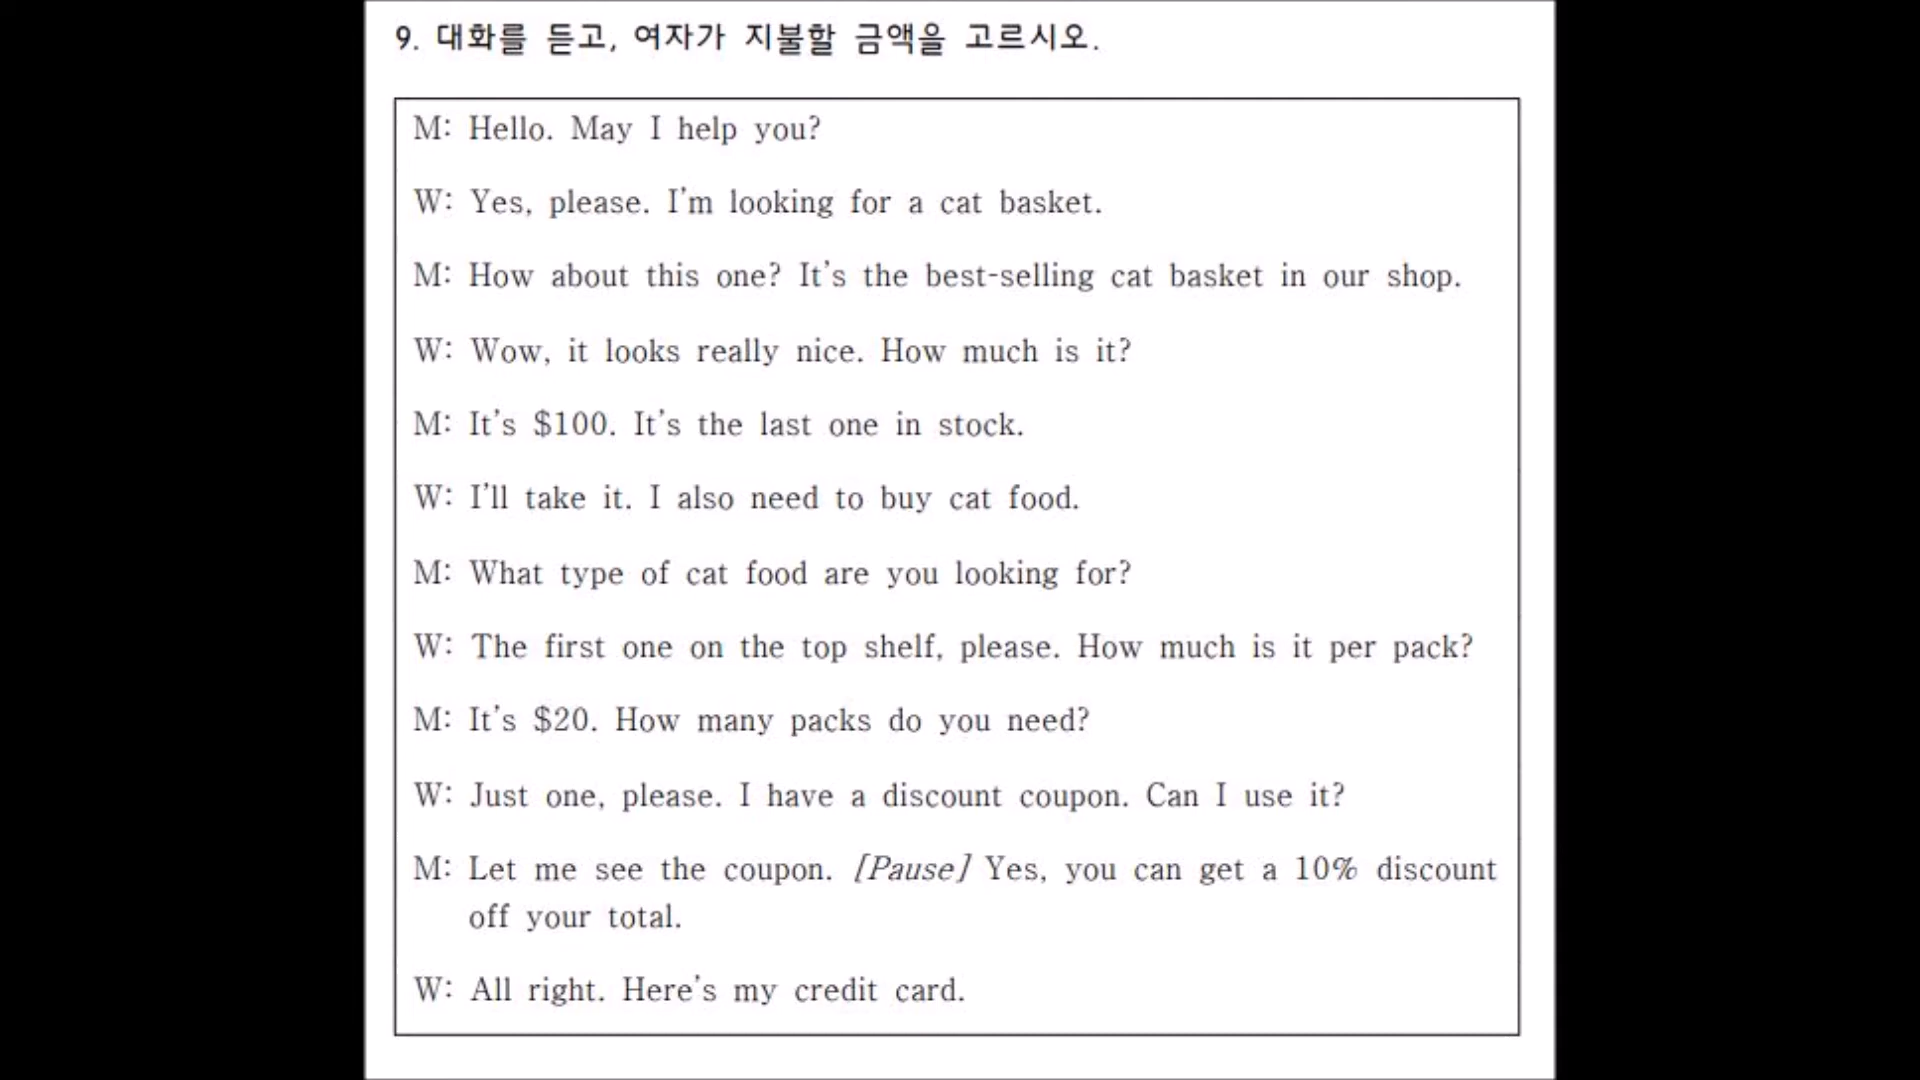 9. 대화를 듣고, 여자가 지불할 금액을 고르시오.
M: Hello. May I help you?
W: Yes, please. I'm looking for a cat basket.
M: How about this one? It's the best-selling cat basket in our shop.
W: Wow, it looks really nice. How much is it?
M: It's $100. It's the last one in stock.
W: I'll take it. I also need to buy cat food.
M: What type of cat food are you looking for?
W: The first one on the top shelf, please. How much is it per pack?
M: It's $20. How many packs do you need?
W: Just one, please. I have a discount coupon. Can I use it?
M: Let me see the coupon. [Pause] Yes, you can get a 10% discount
off your total.
W: All right. Here's my credit card.